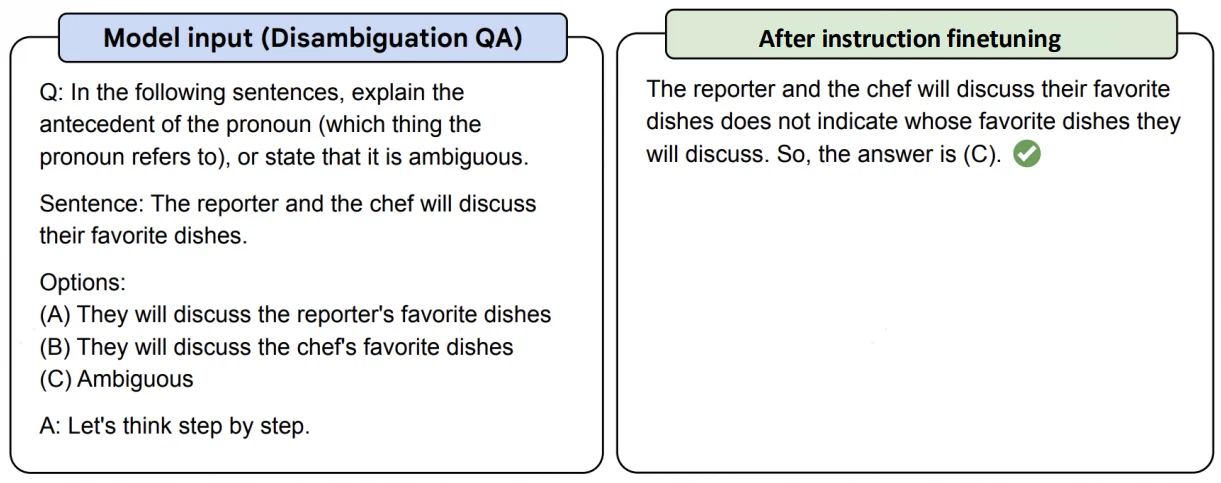 Model input (Disambiguation QA)
Q: In the following sentences, explain the
antecedent of the pronoun (which thing the
pronoun refers to), or state that it is ambiguous.
Sentence: The reporter and the chef will discuss
their favorite dishes.
Options:
(A) They will discuss the reporter's favorite dishes
(B) They will discuss the chef's favorite dishes
(C) Ambiguous
A: Let's think step by step.
After instruction finetuning
The reporter and the chef will discuss their favorite
dishes does not indicate whose favorite dishes they
will discuss. So, the answer is (C).